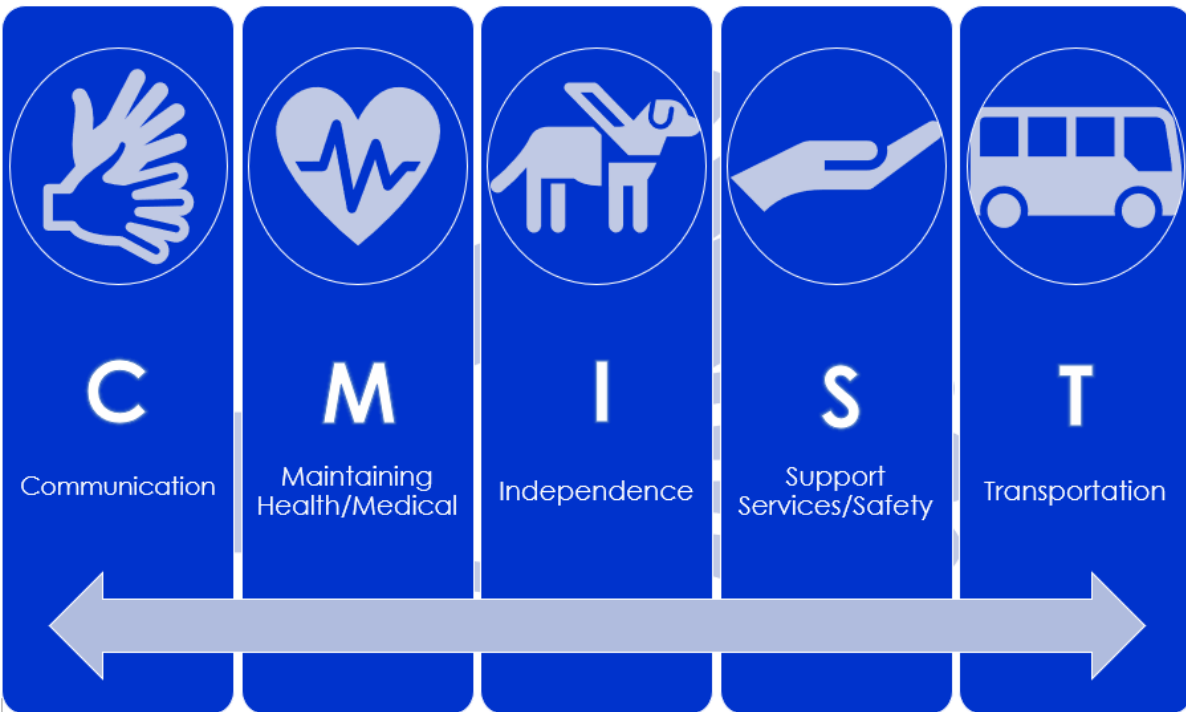 C
Communication
M
Maintaining
Health/Medical
I
Independence
S
Support
Services/Safety
T
Transportation